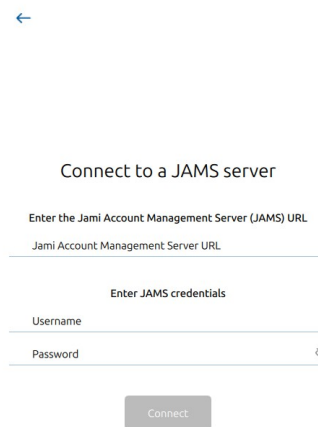 Connect to a JAMS server
Enter the Jami Account Management Server (JAMS) URL
Jami Account Management Server URL
Enter JAMS credentials
Username
Password
Connect